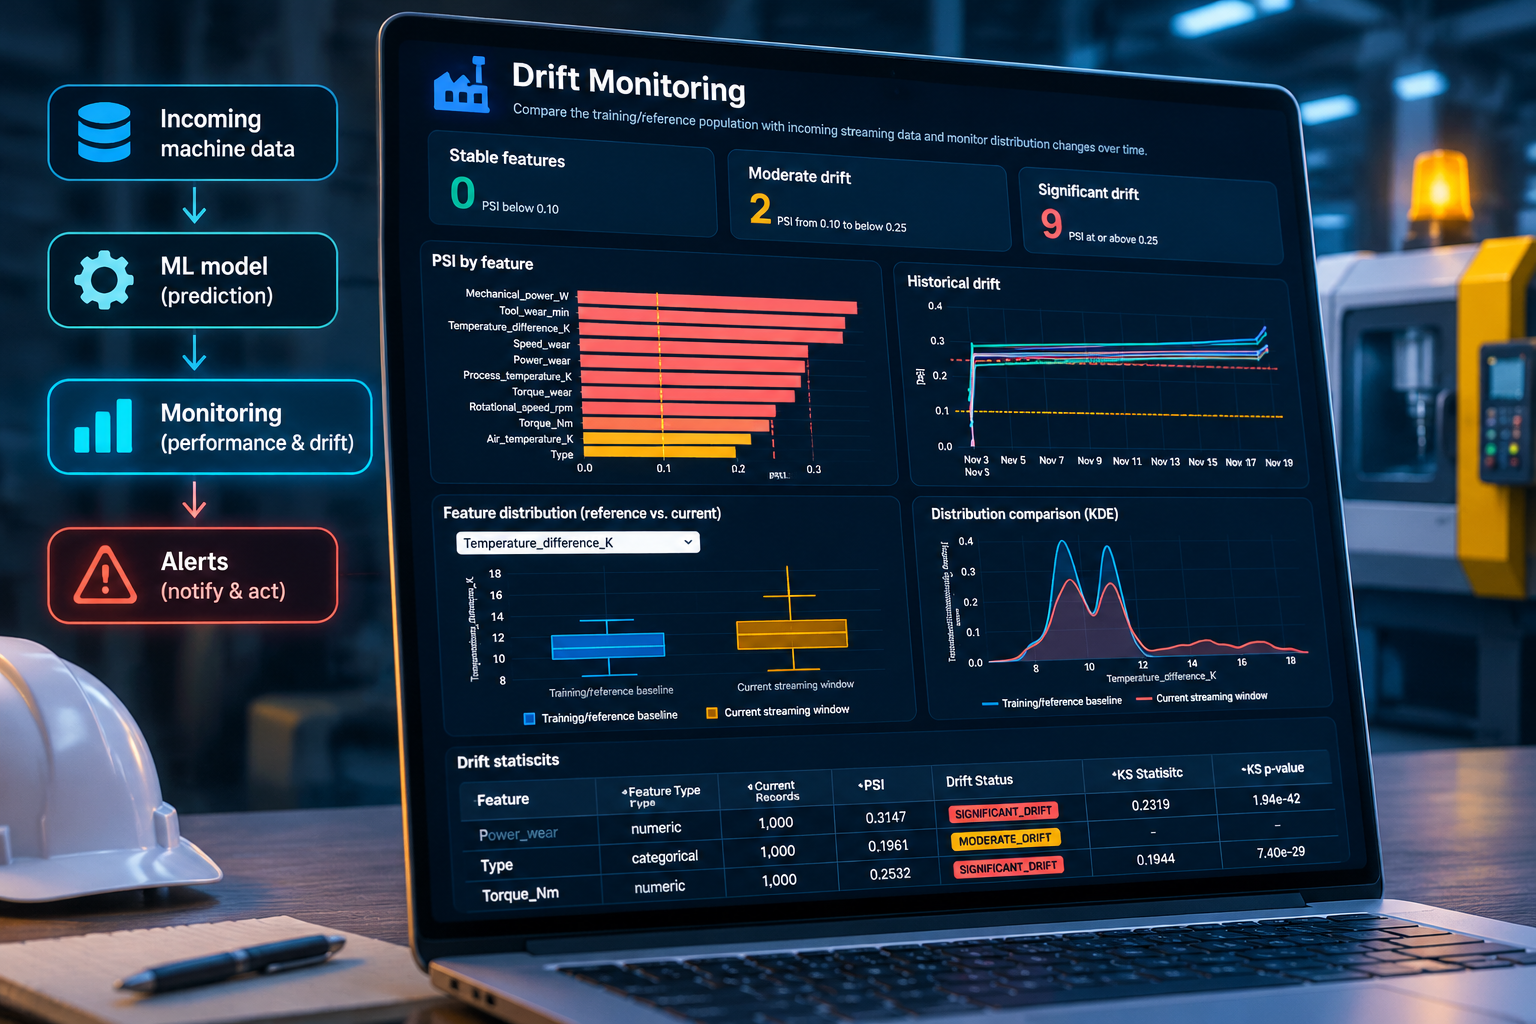 Incoming
machine data
ML model
(prediction)
Monitoring
(performance & drift)
Alerts
(notify & act)
Drift Monitoring
Compare the training/reference population with incoming streaming data and monitor distribution changes over time.
Stable features
0 PSI below 0.10
Moderate drift
2 PSI from 0.10 to below 0.25
Significant drift
9 PSI at or above 0.25
PSI by feature
Mechanical_power_W
Tool_wear_min
Temperature_difference_K
Speed_wear
Power_wear
Process_temperature_K
Torque_wear
Rotational_speed_rpm
Torque_Nm
Air_temperature_K
Type
0.0 0.1 0.2 0.3
Historical drift
0.4
0.3
0.2
0.1
0.0
Nov 3 Nov 5 Nov 7 Nov 9 Nov 11 Nov 13 Nov 15 Nov 17 Nov 19
Nov S
Feature distribution (reference vs. current)
Temperature_difference_K
18
16
14
12
10
8
Training/reference baseline Current streaming window
Trainigg/reference baseline Current streaming window
Distribution comparison (KDE)
0.4
0.3
0.2
0.1
0.0
8 10 12 14 16 18
Temperature_difference_K
Training/reference baseline Current streaming window
Drift statiscits
Feature Feature Type Current Records PSI Drift Status KS Statisitc KS p-value
Power_wear numeric 1,000 0.3147 SIGNIFICANT_DRIFT 0.2319 1.94e-42
Type categorical 1,000 0.1961 MODERATE_DRIFT - -
Torque_Nm numeric 1,000 0.2532 SIGNIFICANT_DRIFT 0.1944 7.40e-29